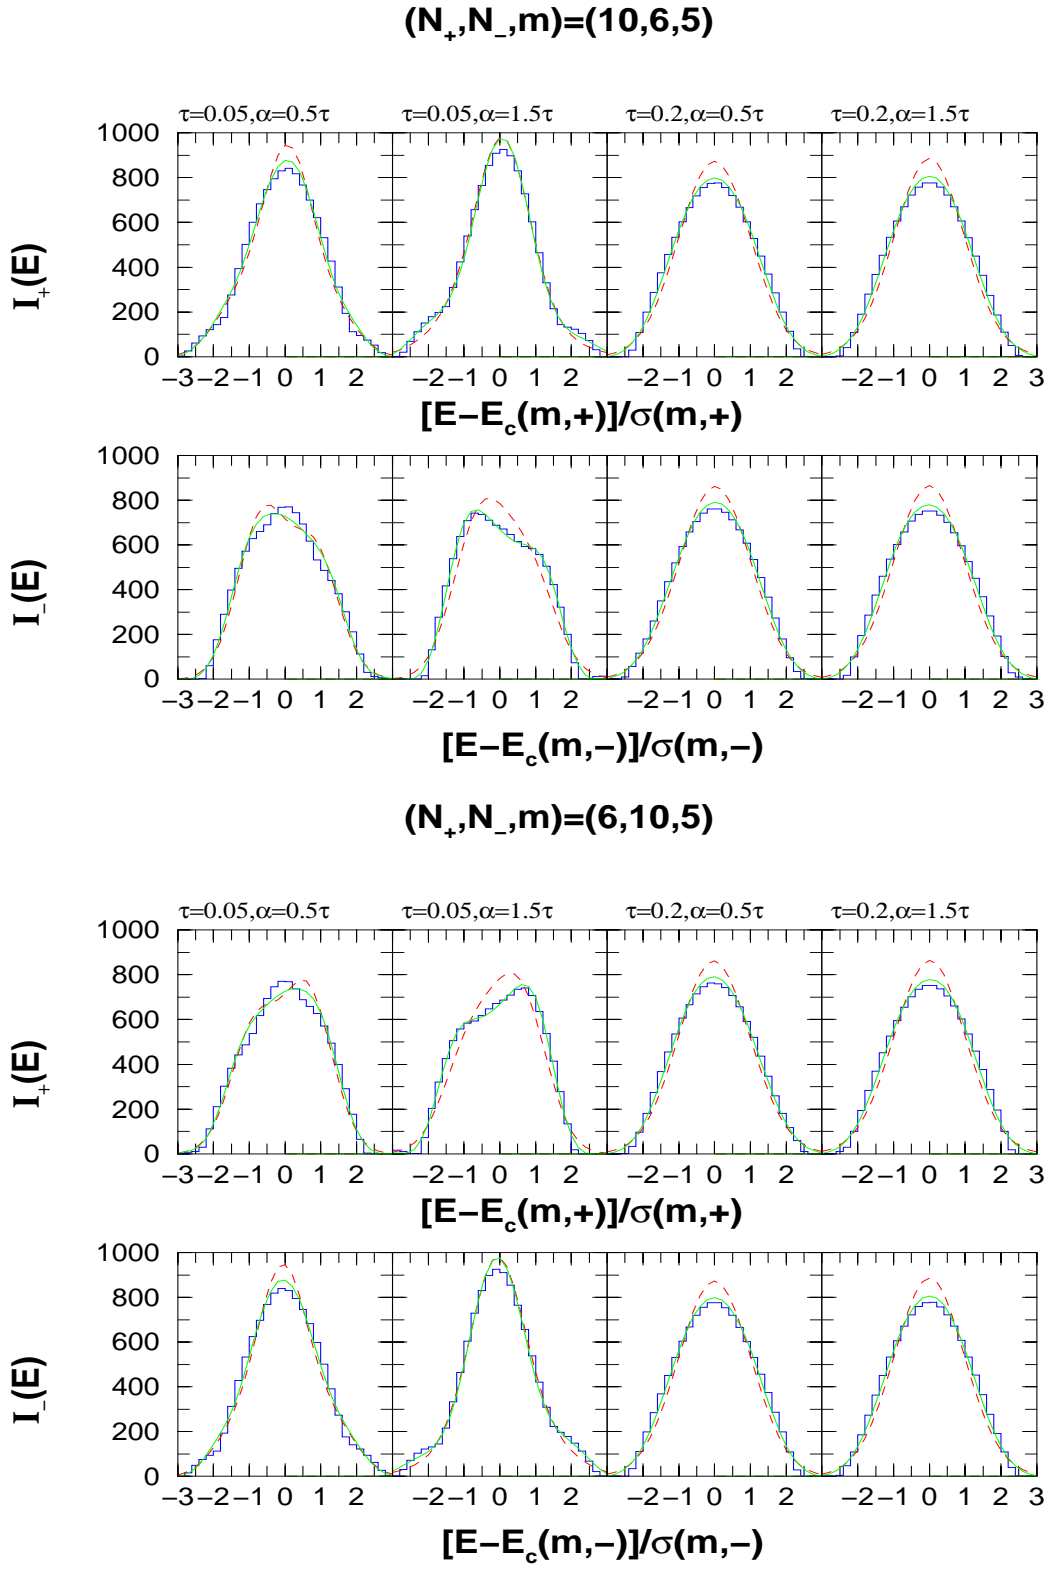 (N₊,N₋,m)=(10,6,5)
τ=0.05,α=0.5τ τ=0.05,α=1.5τ τ=0.2,α=0.5τ τ=0.2,α=1.5τ
1000
800
600
400
200
0
I₊(E)
−3 −2 −1 0 1 2 −2 −1 0 1 2 −2 −1 0 1 2 −2 −1 0 1 2 3
[E−E_c(m,+)]/σ(m,+)
1000
800
600
400
200
0
I₋(E)
−3 −2 −1 0 1 2 −2 −1 0 1 2 −2 −1 0 1 2 −2 −1 0 1 2 3
[E−E_c(m,−)]/σ(m,−)
(N₊,N₋,m)=(6,10,5)
τ=0.05,α=0.5τ τ=0.05,α=1.5τ τ=0.2,α=0.5τ τ=0.2,α=1.5τ
1000
800
600
400
200
0
I₊(E)
−3 −2 −1 0 1 2 −2 −1 0 1 2 −2 −1 0 1 2 −2 −1 0 1 2 3
[E−E_c(m,+)]/σ(m,+)
1000
800
600
400
200
0
I₋(E)
−3 −2 −1 0 1 2 −2 −1 0 1 2 −2 −1 0 1 2 −2 −1 0 1 2 3
[E−E_c(m,−)]/σ(m,−)